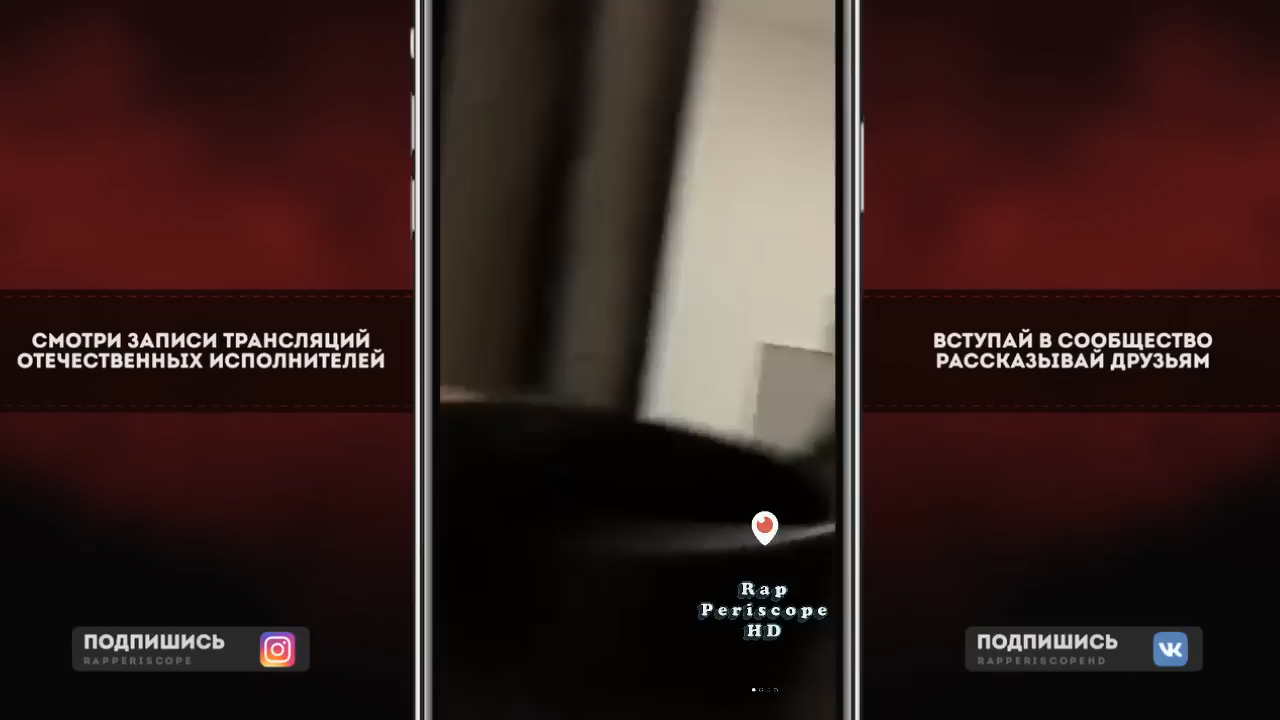 СМОТРИ ЗАПИСИ ТРАНСЛЯЦИЙ
ОТЕЧЕСТВЕННЫХ ИСПОЛНИТЕЛЕЙ
ВСТУПАЙ В СООБЩЕСТВО
РАССКАЗЫВАЙ ДРУЗЬЯМ
Rap
Periscope
HD
ПОДПИШИСЬ
RAPPERISCOPE
ПОДПИШИСЬ
RAPPERISCOPEHD